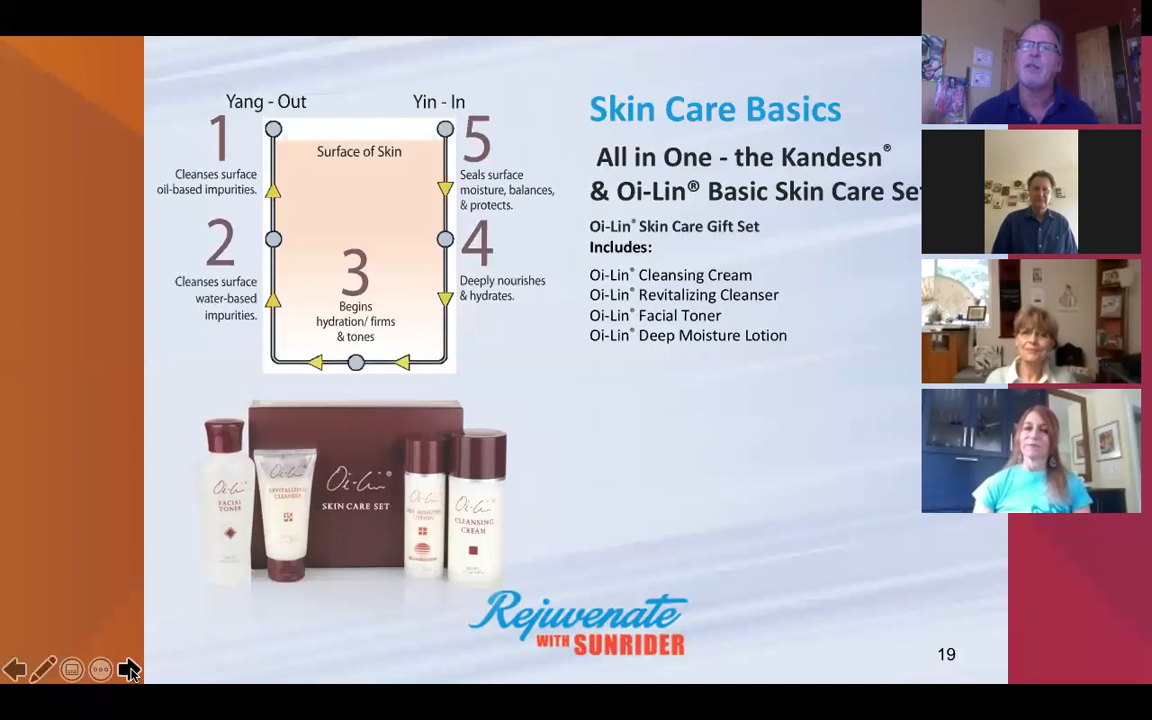 Yang - Out
Yin - In
1
Cleanses surface
oil-based impurities.
2
Cleanses surface
water-based
impurities.
Surface of Skin
3
Begins
hydration/ firms
& tones
5
Seals surface
moisture, balances,
& protects.
4
Deeply nourishes
& hydrates.
Skin Care Basics
All in One - the Kandesn®
& Oi-Lin® Basic Skin Care Se
Oi-Lin® Skin Care Gift Set
Includes:
Oi-Lin® Cleansing Cream
Oi-Lin® Revitalizing Cleanser
Oi-Lin® Facial Toner
Oi-Lin® Deep Moisture Lotion
Oi-Lin
FACIAL
TONER
Oi-Lin
REVITALIZING
CLEANSER
Oi-Lin®
SKIN CARE SET
Oi-Lin
LOTION
Oi-Lin
CLEANSING
CREAM
Rejuvenate
WITH SUNRIDER
19